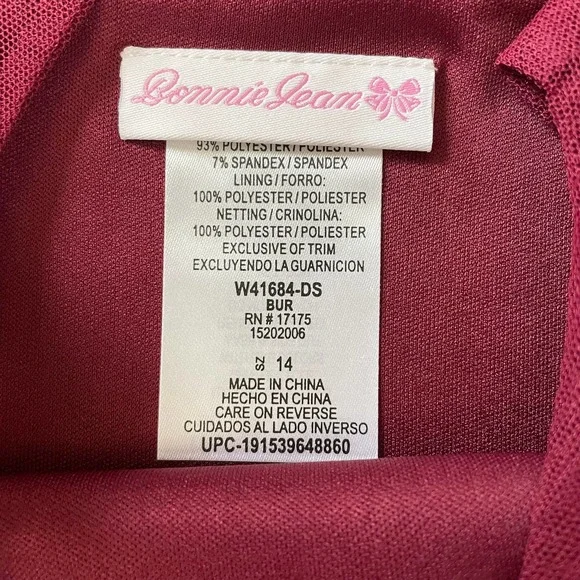 Bonnie Jean
93% POLYESTER / POLIESTER
7% SPANDEX / SPANDEX
LINING / FORRO:
100% POLYESTER / POLIESTER
NETTING / CRINOLINA:
100% POLYESTER / POLIESTER
EXCLUSIVE OF TRIM
EXCLUYENDO LA GUARNICION
W41684-DS
BUR
RN # 17175
15202006
SZ 14
MADE IN CHINA
HECHO EN CHINA
CARE ON REVERSE
CUIDADOS AL LADO INVERSO
UPC-191539648860